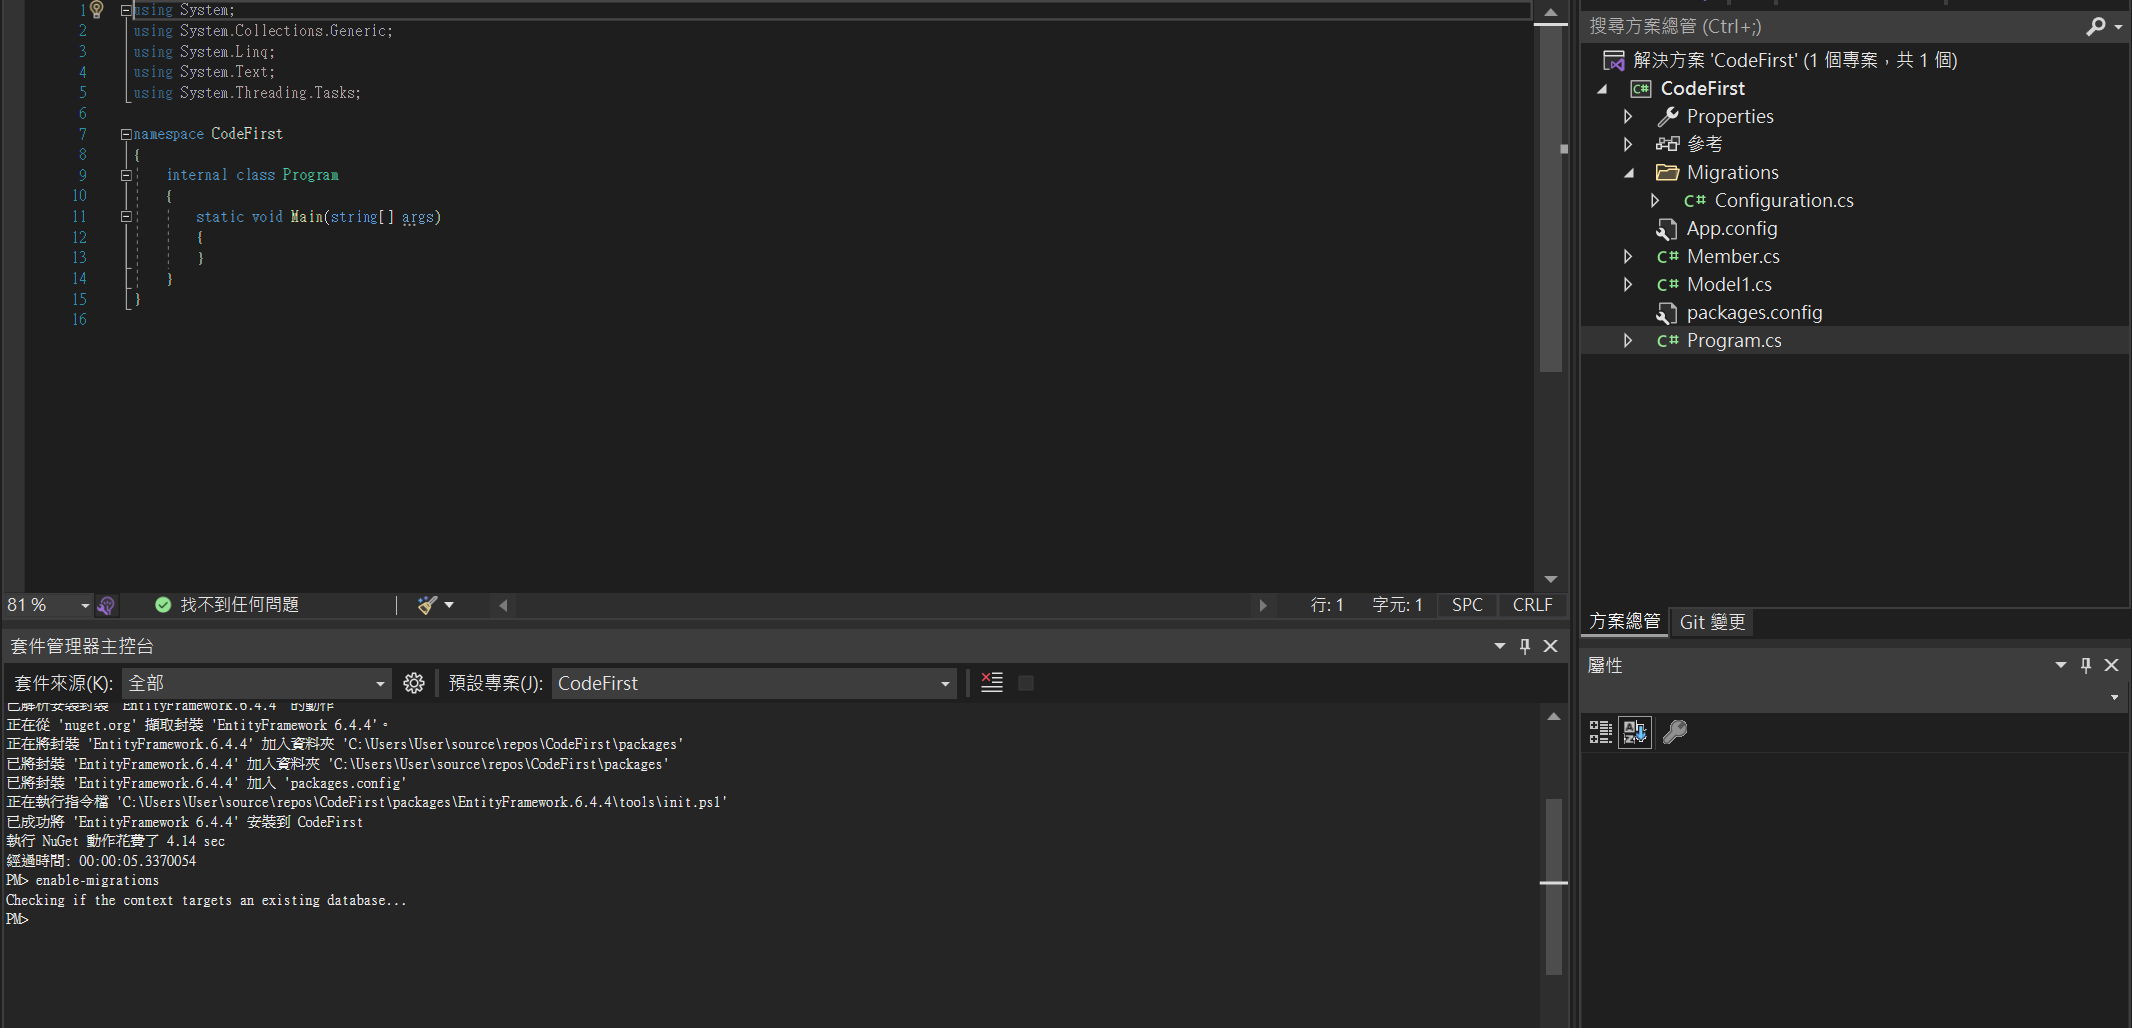 1 using System;
2 using System.Collections.Generic;
3 using System.Linq;
4 using System.Text;
5 using System.Threading.Tasks;
6
7 namespace CodeFirst
8 {
9 internal class Program
10 {
11 static void Main(string[] args)
12 {
13 }
14 }
15 }
16
81 %
找不到任何問題
行: 1
字元: 1
SPC
CRLF
套件管理器主控台
套件來源(K): 全部
預設專案(J): CodeFirst
已解析安裝封裝 'EntityFramework.6.4.4' 的動作
正在從 'nuget.org' 擷取封裝 'EntityFramework 6.4.4'。
正在將封裝 'EntityFramework.6.4.4' 加入資料夾 'C:\Users\User\source\repos\CodeFirst\packages'
已將封裝 'EntityFramework.6.4.4' 加入資料夾 'C:\Users\User\source\repos\CodeFirst\packages'
已將封裝 'EntityFramework.6.4.4' 加入 'packages.config'
正在執行指令檔 'C:\Users\User\source\repos\CodeFirst\packages\EntityFramework.6.4.4\tools\init.ps1'
已成功將 'EntityFramework 6.4.4' 安裝到 CodeFirst
執行 NuGet 動作花費了 4.14 sec
經過時間: 00:00:05.3370054
PM> enable-migrations
Checking if the context targets an existing database...
PM>
搜尋方案總管 (Ctrl+;)
解決方案 'CodeFirst' (1 個專案，共 1 個)
C# CodeFirst
Properties
參考
Migrations
C# Configuration.cs
App.config
C# Member.cs
C# Model1.cs
packages.config
C# Program.cs
方案總管
Git 變更
屬性